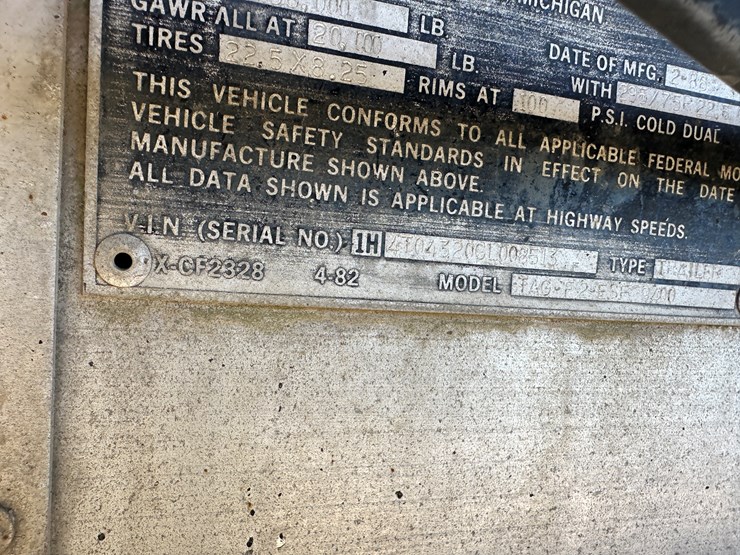 MICHIGAN
GAWR ALL AT LB.
20,000 LB. DATE OF MFG.
TIRES 22.5X8.25 RIMS AT 100 P.S.I. COLD DUAL WITH
THIS VEHICLE CONFORMS TO ALL APPLICABLE FEDERAL MO
VEHICLE SAFETY STANDARDS IN EFFECT ON THE DATE
MANUFACTURE SHOWN ABOVE.
ALL DATA SHOWN IS APPLICABLE AT HIGHWAY SPEEDS.
V.I.N. (SERIAL NO.) 1H TYPE TRAILER
X-CF2328 4-82 MODEL